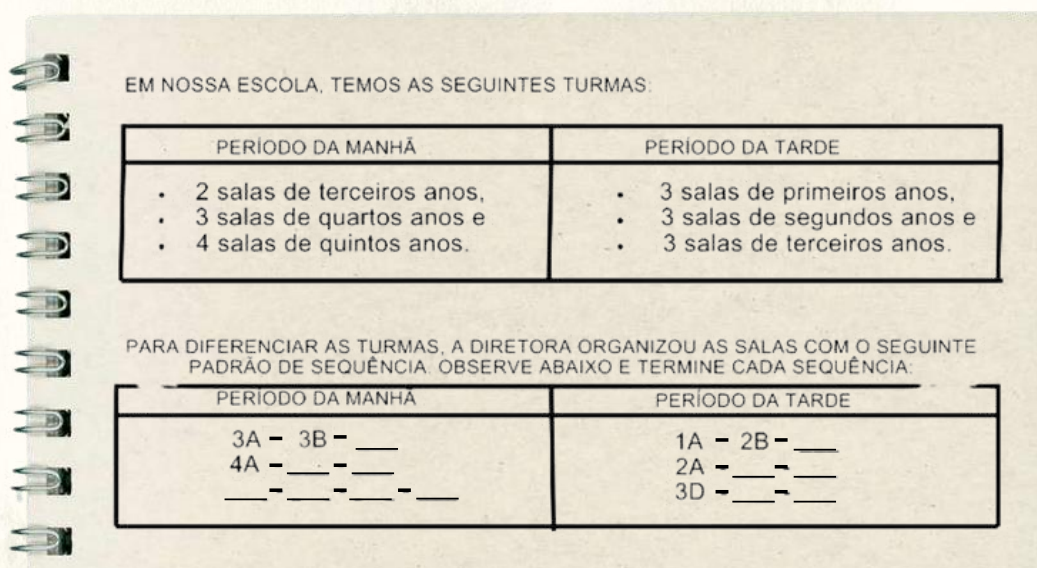 EM NOSSA ESCOLA, TEMOS AS SEGUINTES TURMAS:
PERÍODO DA MANHÃ
PERÍODO DA TARDE
• 2 salas de terceiros anos,
• 3 salas de quartos anos e
• 4 salas de quintos anos.
• 3 salas de primeiros anos,
• 3 salas de segundos anos e
• 3 salas de terceiros anos.
PARA DIFERENCIAR AS TURMAS, A DIRETORA ORGANIZOU AS SALAS COM O SEGUINTE
PADRÃO DE SEQUÊNCIA. OBSERVE ABAIXO E TERMINE CADA SEQUÊNCIA:
PERÍODO DA MANHÃ
PERÍODO DA TARDE
3A - 3B - ___
4A - ___ - ___
___ - ___ - ___ - ___
1A - 2B - ___
2A - ___ - ___
3D - ___ - ___